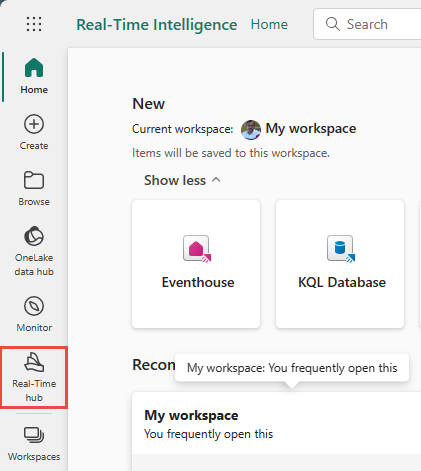 Real-Time Intelligence Home Search
Home
Create
Browse
OneLake
data hub
Monitor
Real-Time
hub
Workspaces
New
Current workspace: My workspace
Items will be saved to this workspace.
Show less
Eventhouse
KQL Database
Recom
My workspace: You frequently open this
My workspace
You frequently open this